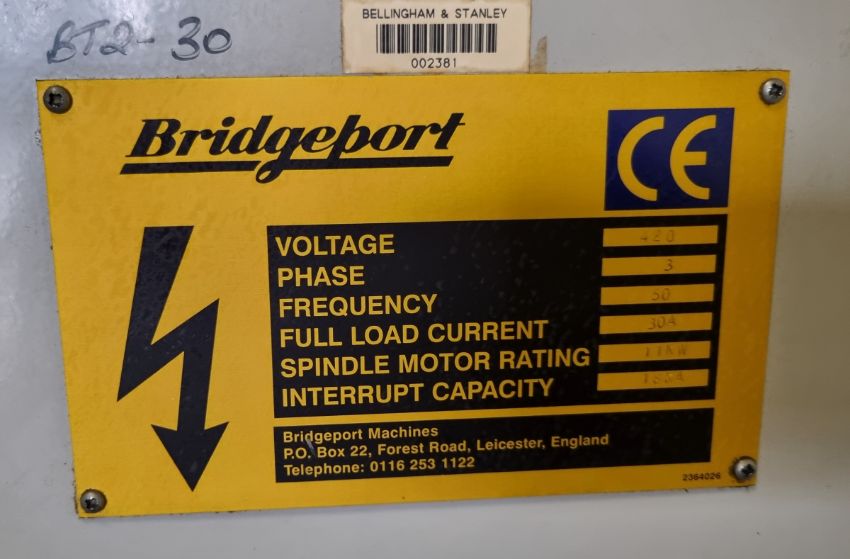 BT2-30
BELLINGHAM & STANLEY
002381
Bridgeport
CE
VOLTAGE 420
PHASE 3
FREQUENCY 50
FULL LOAD CURRENT 30A
SPINDLE MOTOR RATING 11KW
INTERRUPT CAPACITY
Bridgeport Machines
P.O. Box 22, Forest Road, Leicester, England
Telephone: 0116 253 1122
2364026